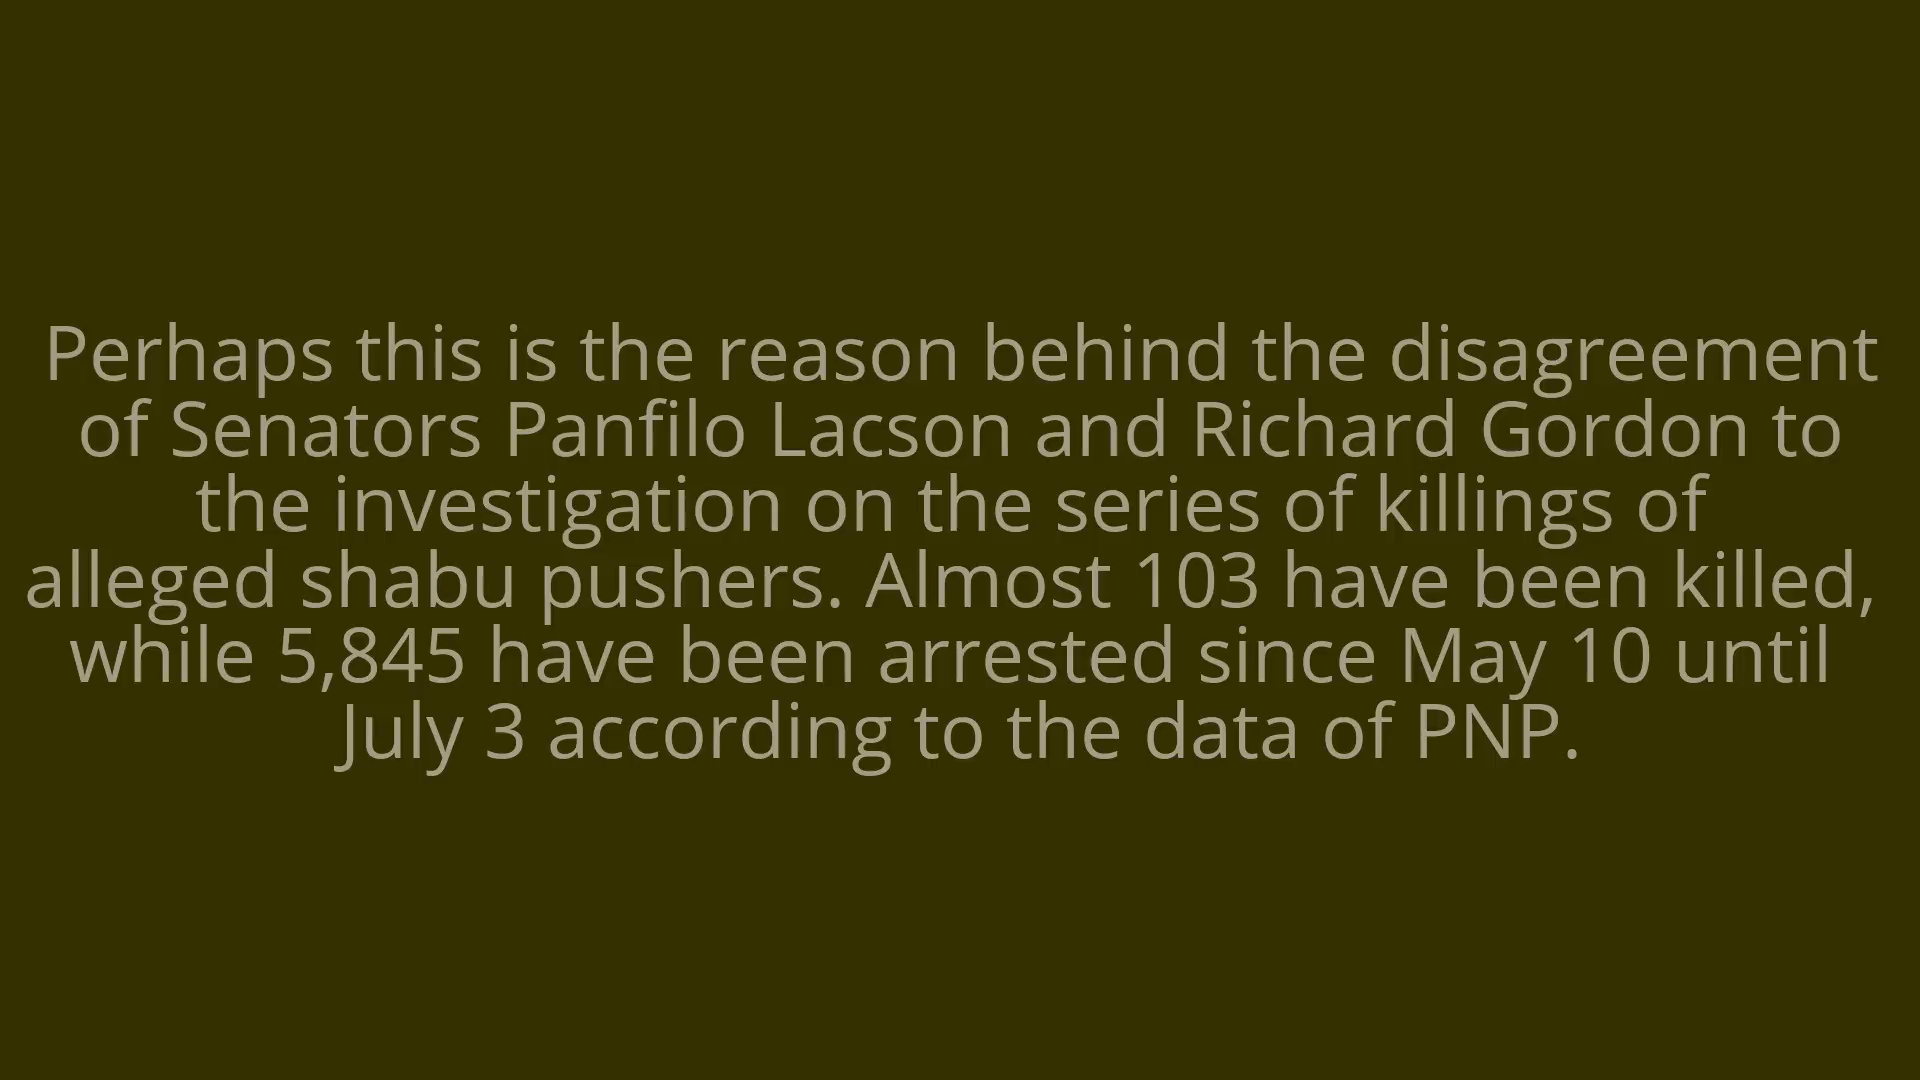 Perhaps this is the reason behind the disagreement
of Senators Panfilo Lacson and Richard Gordon to
the investigation on the series of killings of
alleged shabu pushers. Almost 103 have been killed,
while 5,845 have been arrested since May 10 until
July 3 according to the data of PNP.